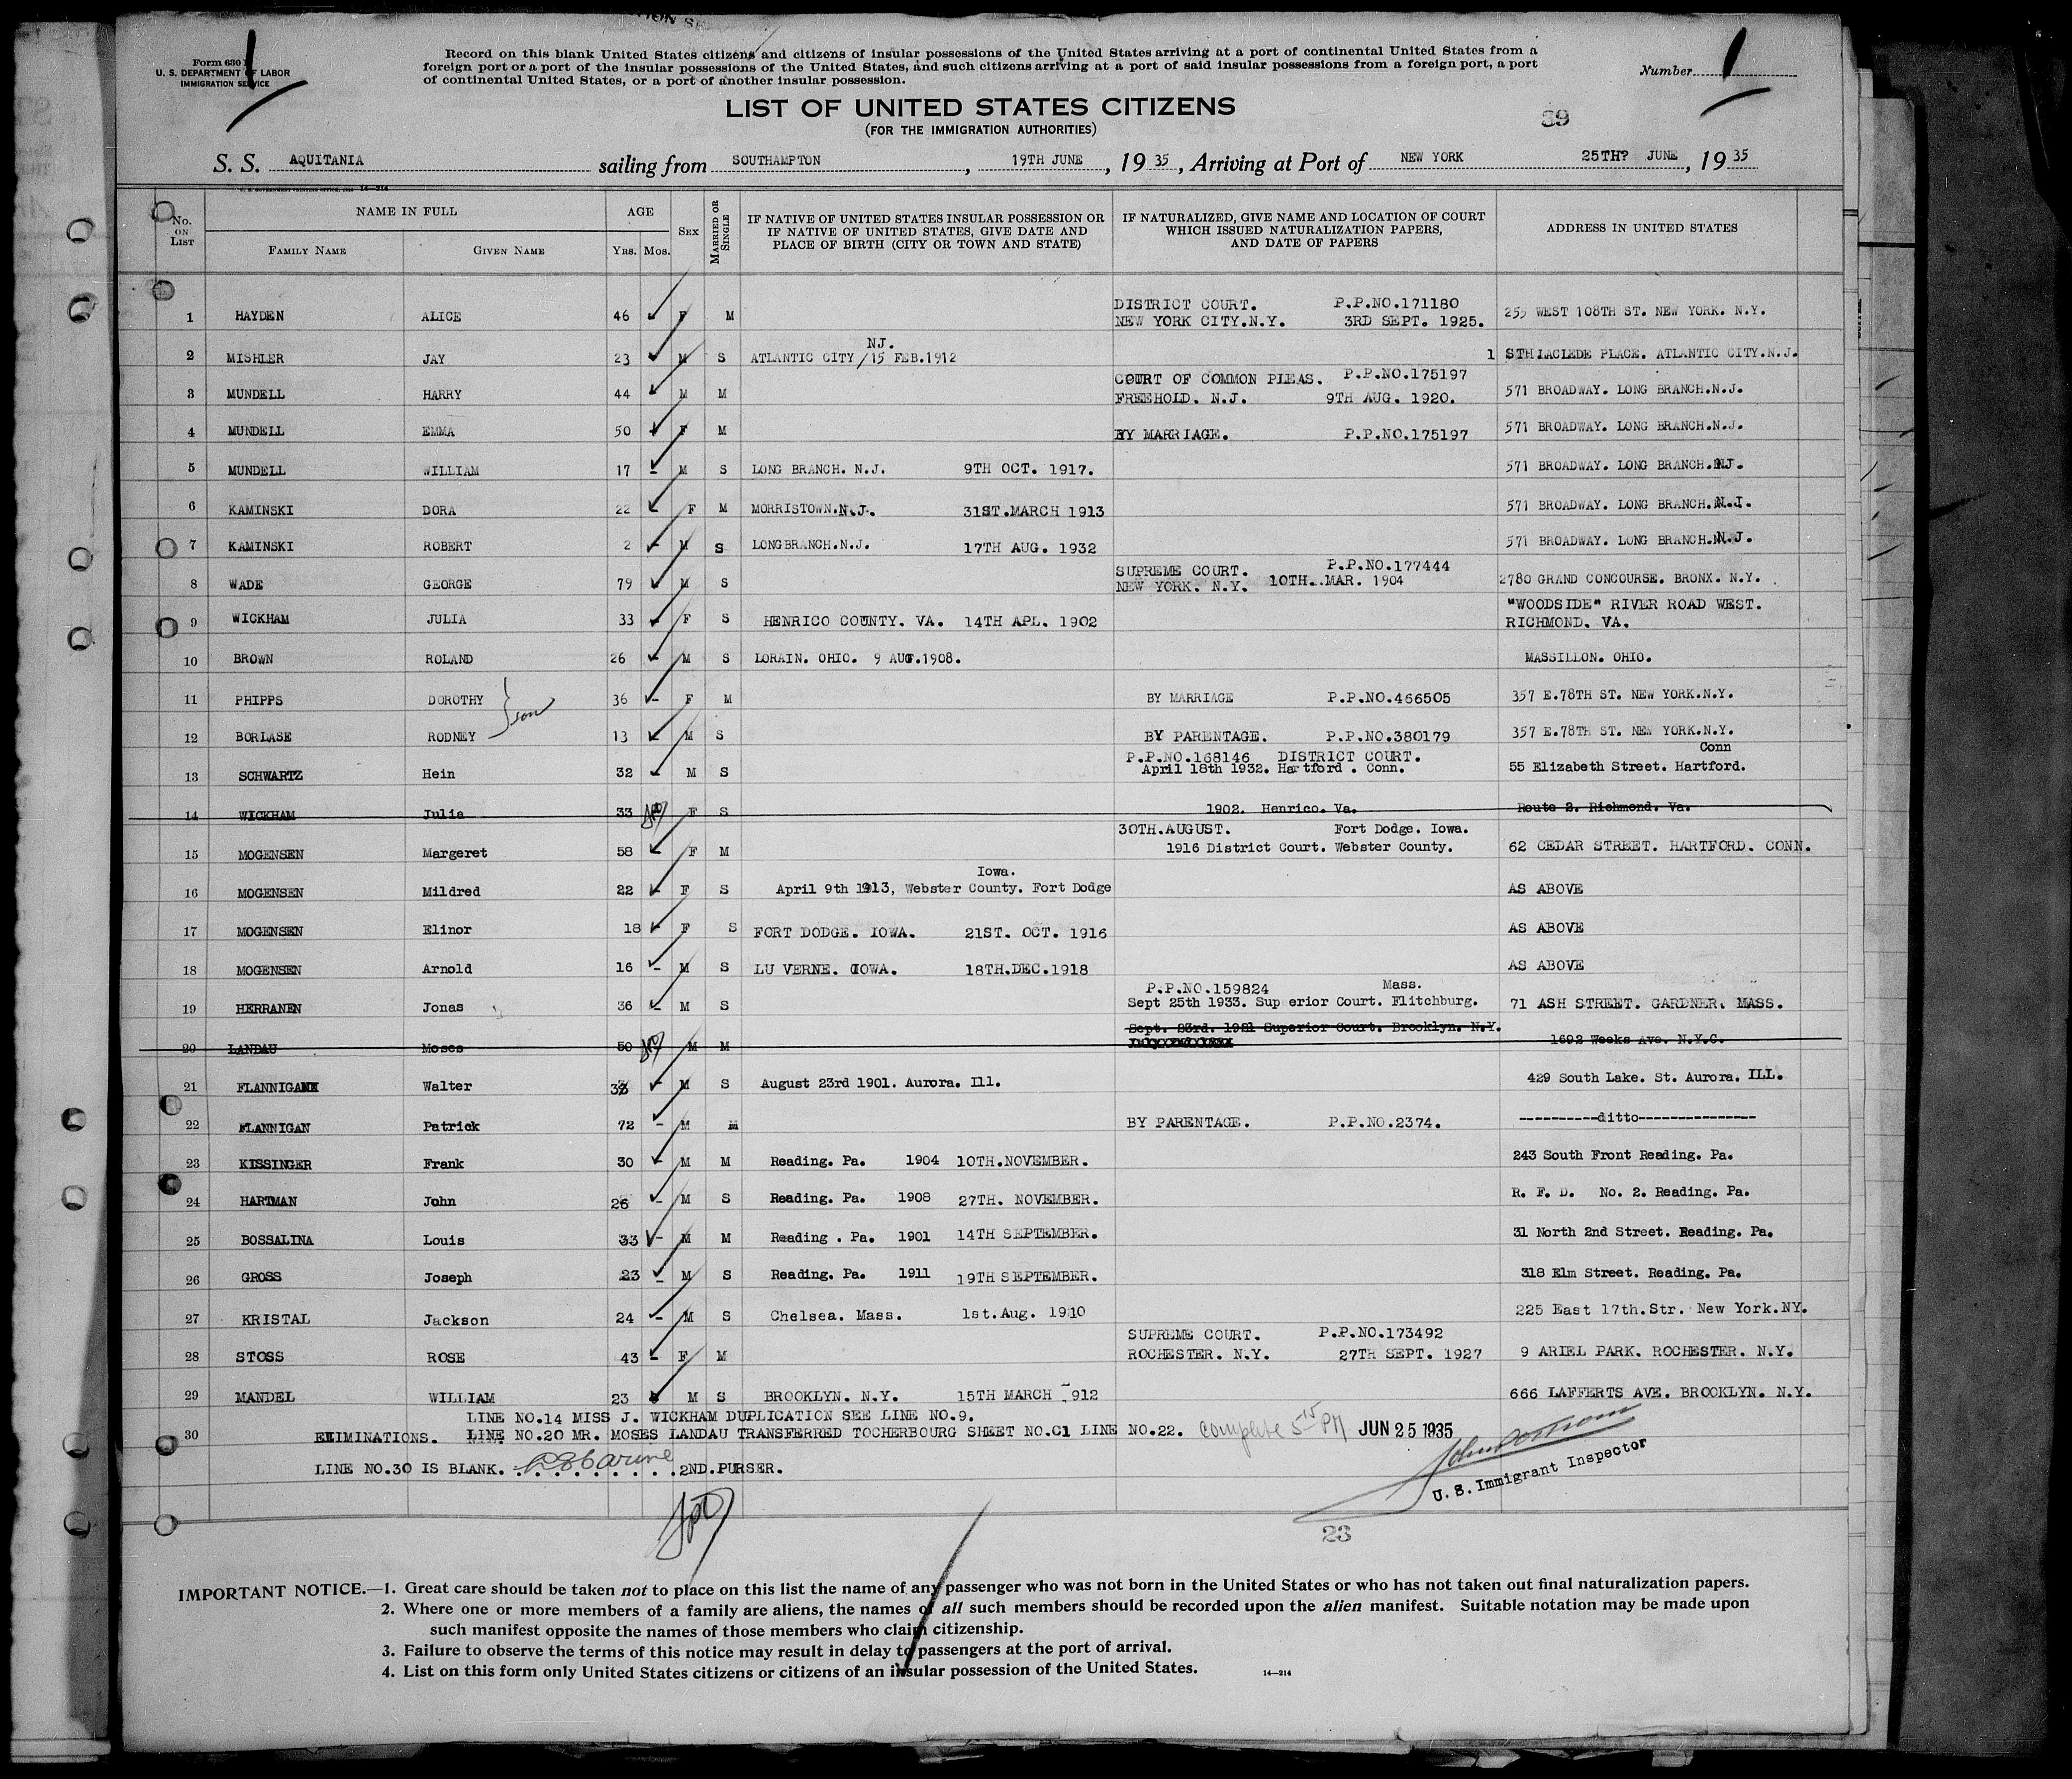 Record on this blank United States citizens and citizens of insular possessions of the United States arriving at a port of continental United States from a
foreign port or a port of the insular possessions of the United States, and such citizens arriving at a port of said insular possessions from a foreign port, a port
of continental United States, or a port of another insular possession.
Form 630
U. S. DEPARTMENT OF LABOR
IMMIGRATION SERVICE
Number 1
LIST OF UNITED STATES CITIZENS
(FOR THE IMMIGRATION AUTHORITIES)
89
S. S. AQUITANIA sailing from SOUTHAMPTON, 19TH JUNE, 1935, Arriving at Port of NEW YORK 25TH? JUNE, 1935
No. ON LIST NAME IN FULL AGE SEX MARRIED OR SINGLE IF NATIVE OF UNITED STATES INSULAR POSSESSION OR IF NATIVE OF UNITED STATES, GIVE DATE AND PLACE OF BIRTH (CITY OR TOWN AND STATE) IF NATURALIZED, GIVE NAME AND LOCATION OF COURT WHICH ISSUED NATURALIZATION PAPERS, AND DATE OF PAPERS ADDRESS IN UNITED STATES
FAMILY NAME GIVEN NAME YRS. MOS.
DISTRICT COURT. P.P.NO.171180
1 HAYDEN ALICE 46 F M NEW YORK CITY.N.Y. 3RD SEPT. 1925. 255 WEST 108TH ST. NEW YORK. N.Y.
NJ.
2 MISHLER JAY 23 M S ATLANTIC CITY / 15 FEB.1912 1 STH LACLEDE PLACE. ATLANTIC CITY.N.J.
COURT OF COMMON PLEAS. P.P.NO.175197
3 MUNDELL HARRY 44 M M FREEHOLD. N.J. 9TH AUG. 1920. 571 BROADWAY. LONG BRANCH.N.J.
4 MUNDELL EMMA 50 F M BY MARRIAGE. P.P.NO.175197 571 BROADWAY. LONG BRANCH.N.J.
5 MUNDELL WILLIAM 17 - M S LONG BRANCH. N.J. 9TH OCT. 1917. 571 BROADWAY. LONG BRANCH.NJ.
6 KAMINSKI DORA 22 F M MORRISTOWN.N.J. 31ST.MARCH 1913 571 BROADWAY. LONG BRANCH.N.J.
7 KAMINSKI ROBERT 2 - M S LONGBRANCH.N.J. 17TH AUG. 1932 571 BROADWAY. LONG BRANCH.N.J.
SUPREME COURT. P.P.NO.177444
8 WADE GEORGE 79 M S NEW YORK. N.Y. 10TH. MAR. 1904 2780 GRAND CONCOURSE. BRONX. N.Y.
"WOODSIDE" RIVER ROAD WEST.
9 WICKHAM JULIA 33 F S HENRICO COUNTY. VA. 14TH APL. 1902 RICHMOND. VA.
10 BROWN ROLAND 26 - M S LORAIN. OHIO. 9 AUG.1908. MASSILLON. OHIO.
11 PHIPPS DOROTHY 36 - F M BY MARRIAGE P.P.NO.466505 357 E.78TH ST. NEW YORK.N.Y.
son
12 BORLASE RODNEY 13 M S BY PARENTAGE. P.P.NO.380179 357 E.78TH ST. NEW YORK.N.Y.
P.P.NO.168146 DISTRICT COURT. Conn
13 SCHWARTZ Hein 32 M S April 18th 1932. Hartford . Conn. 55 Elizabeth Street. Hartford.
14 WICKHAM Julia 33 F S 1902. Henrico. Va. Route 2. Richmond. Va.
30TH.AUGUST. Fort Dodge. Iowa.
15 MOGENSEN Margeret 58 F M 1916 District Court. Webster County. 62 CEDAR STREET. HARTFORD. CONN.
Iowa.
16 MOGENSEN Mildred 22 F S April 9th 1913, Webster County. Fort Dodge AS ABOVE
17 MOGENSEN Elinor 18 F S FORT DODGE. IOWA. 21ST. OCT. 1916 AS ABOVE
18 MOGENSEN Arnold 16 - M S LU VERNE. IOWA. 18TH.DEC.1918 AS ABOVE
P.P.NO.159824 Mass.
19 HERRANEN Jonas 36 - M S Sept 25th 1933. Sup erior Court. Flitchburg. 71 ASH STREET. GARDNER. MASS.
Sept. 23rd. 1921 Superior Court. Brooklyn. N.Y.
20 LANDAU Moses 50 M M 1692 Weeks Ave. N.Y.C.
21 FLANNIGAN Walter 33 - M S August 23rd 1901. Aurora. Ill. 429 South Lake. St. Aurora. ILL.
22 FLANNIGAN Patrick 72 - M M BY PARENTAGE. P.P.NO.2374. ----------ditto---------------
23 KISSINGER Frank 30 M M Reading. Pa. 1904 10TH.NOVEMBER. 243 South Front Reading. Pa.
24 HARTMAN John 26 - M S Reading. Pa. 1908 27TH. NOVEMBER. R. F. D. No. 2. Reading. Pa.
25 BOSSALINA Louis 33 - M M Reading . Pa. 1901 14TH SEPTEMBER. 31 North 2nd Street. Reading. Pa.
26 GROSS Joseph 23 - M S Reading. Pa. 1911 19TH SEPTEMBER. 318 Elm Street. Reading. Pa.
27 KRISTAL Jackson 24 - M S Chelsea. Mass. 1st.Aug. 1910 225 East 17th.Str. New York.NY.
SUPREME COURT. P.P.NO.173492
28 STOSS ROSE 43 - F M ROCHESTER. N.Y. 27TH SEPT. 1927 9 ARIEL PARK. ROCHESTER. N.Y.
29 MANDEL WILLIAM 23 M S BROOKLYN. N.Y. 15TH MARCH 1912 666 LAFFERTS AVE. BROOKLYN. N.Y.
LINE NO.14 MISS J. WICKHAM DUPLICATION SEE LINE NO.9.
30 ELIMINATIONS. LINE NO.20 MR. MOSES LANDAU TRANSFERRED TOCHERBOURG SHEET NO.C1 LINE NO.22. complete 5 15 PM JUN 25 1935
LINE NO.30 IS BLANK. 2ND.PURSER.
U. S. Immigrant Inspector
23
IMPORTANT NOTICE.—1. Great care should be taken not to place on this list the name of any passenger who was not born in the United States or who has not taken out final naturalization papers.
2. Where one or more members of a family are aliens, the names of all such members should be recorded upon the alien manifest. Suitable notation may be made upon
such manifest opposite the names of those members who claim citizenship.
3. Failure to observe the terms of this notice may result in delay to passengers at the port of arrival.
4. List on this form only United States citizens or citizens of an insular possession of the United States.
14—214